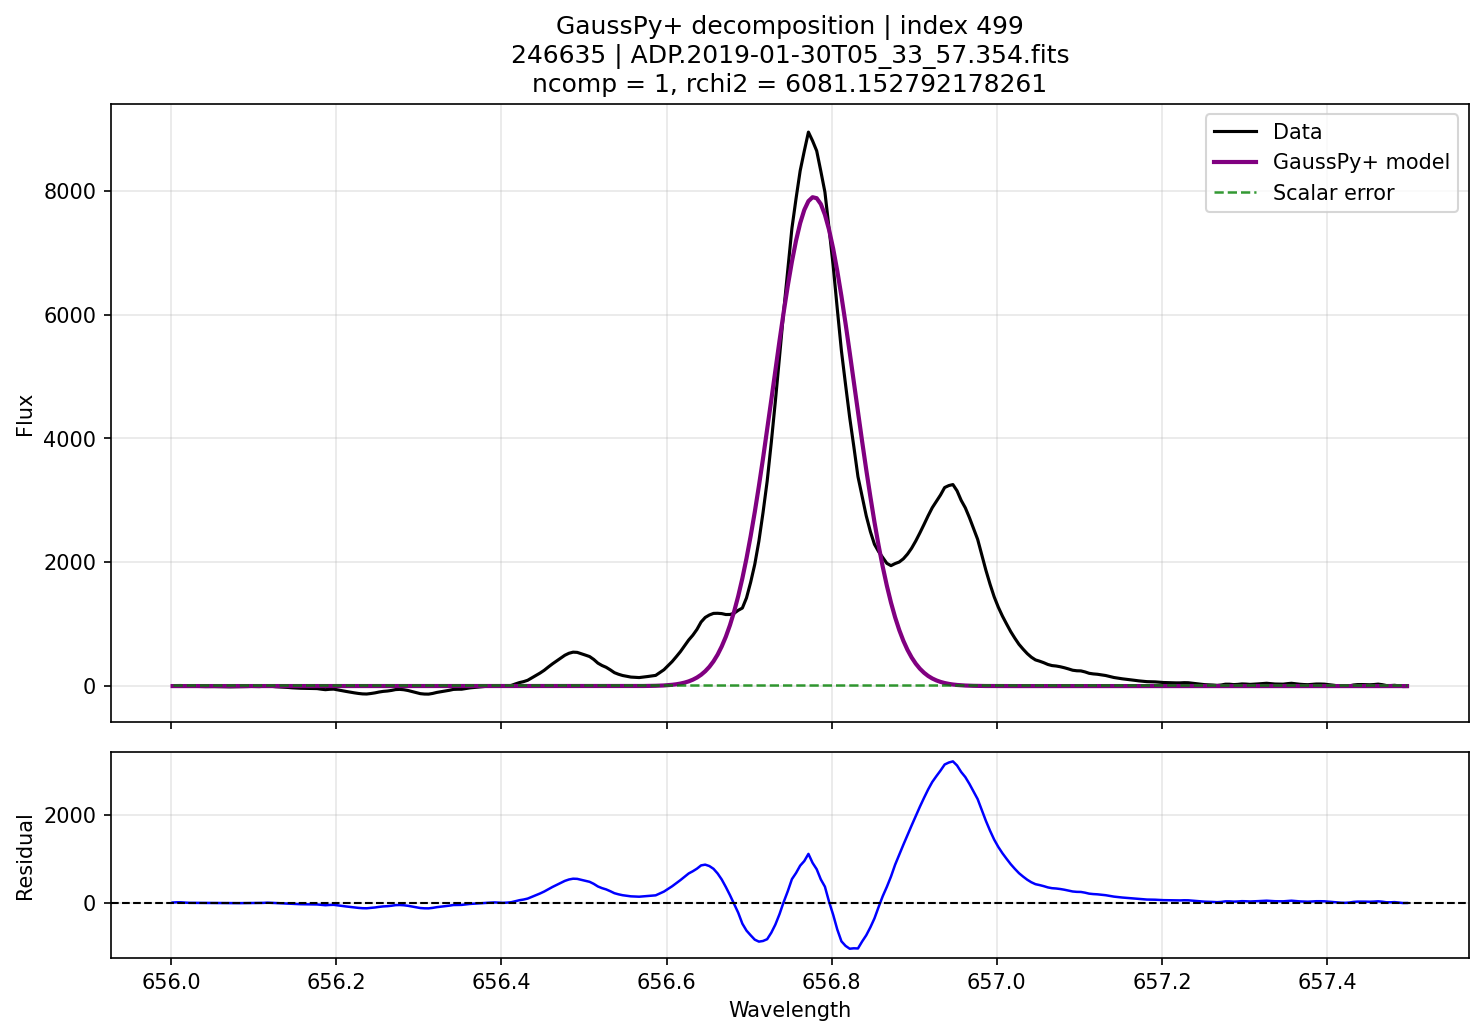 GaussPy+ decomposition | index 499
246635 | ADP.2019-01-30T05_33_57.354.fits
ncomp = 1, rchi2 = 6081.152792178261
Data
GaussPy+ model
Scalar error
Flux
8000
6000
4000
2000
0
Residual
2000
0
656.0 656.2 656.4 656.6 656.8 657.0 657.2 657.4
Wavelength